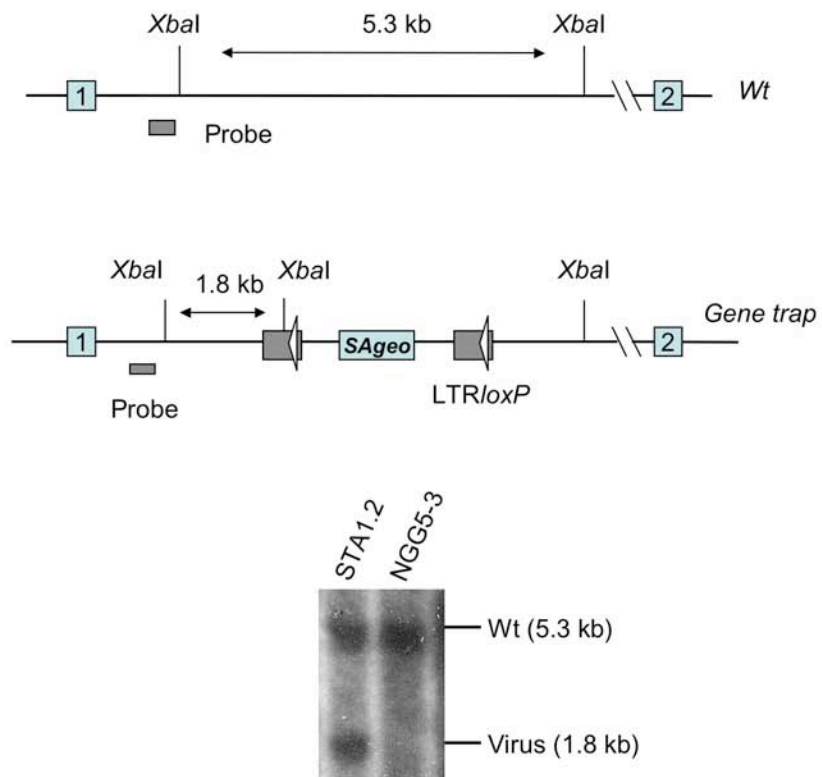 XbaI 5.3 kb XbaI
1 2 Wt
Probe
XbaI 1.8 kb XbaI XbaI
Gene trap
1 SAgeo 2
LTRloxP
Probe
STA1.2 NGG5-3
Wt (5.3 kb)
Virus (1.8 kb)